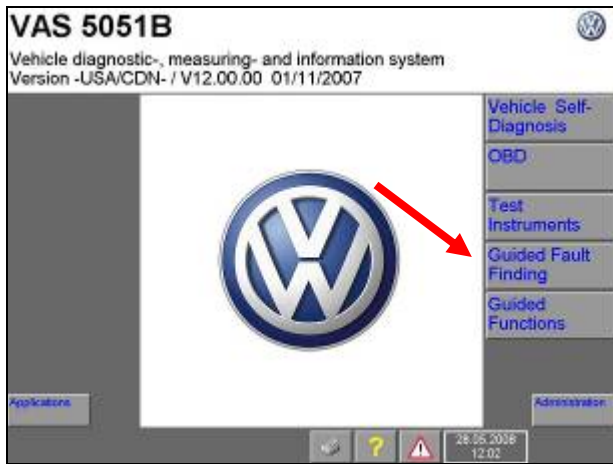 VAS 5051B
Vehicle diagnostic-, measuring- and information system
Version -USA/CDN- / V12.00.00 01/11/2007
Vehicle Self-
Diagnosis
OBD
Test
Instruments
Guided Fault
Finding
Guided
Functions
Applications
Administration
?
28.05.2008
12:02